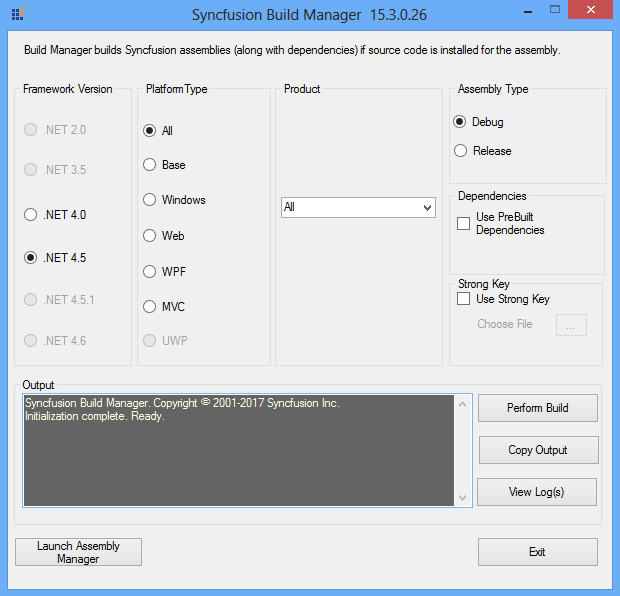 Syncfusion Build Manager 15.3.0.26
Build Manager builds Syncfusion assemblies (along with dependencies) if source code is installed for the assembly.
Framework Version
.NET 2.0
.NET 3.5
.NET 4.0
.NET 4.5
.NET 4.5.1
.NET 4.6
PlatformType
All
Base
Windows
Web
WPF
MVC
UWP
Product
All
Assembly Type
Debug
Release
Dependencies
Use PreBuilt
Dependencies
Strong Key
Use Strong Key
Choose File
...
Output
Syncfusion Build Manager. Copyright © 2001-2017 Syncfusion Inc.
Initialization complete. Ready.
Perform Build
Copy Output
View Log(s)
Launch Assembly
Manager
Exit